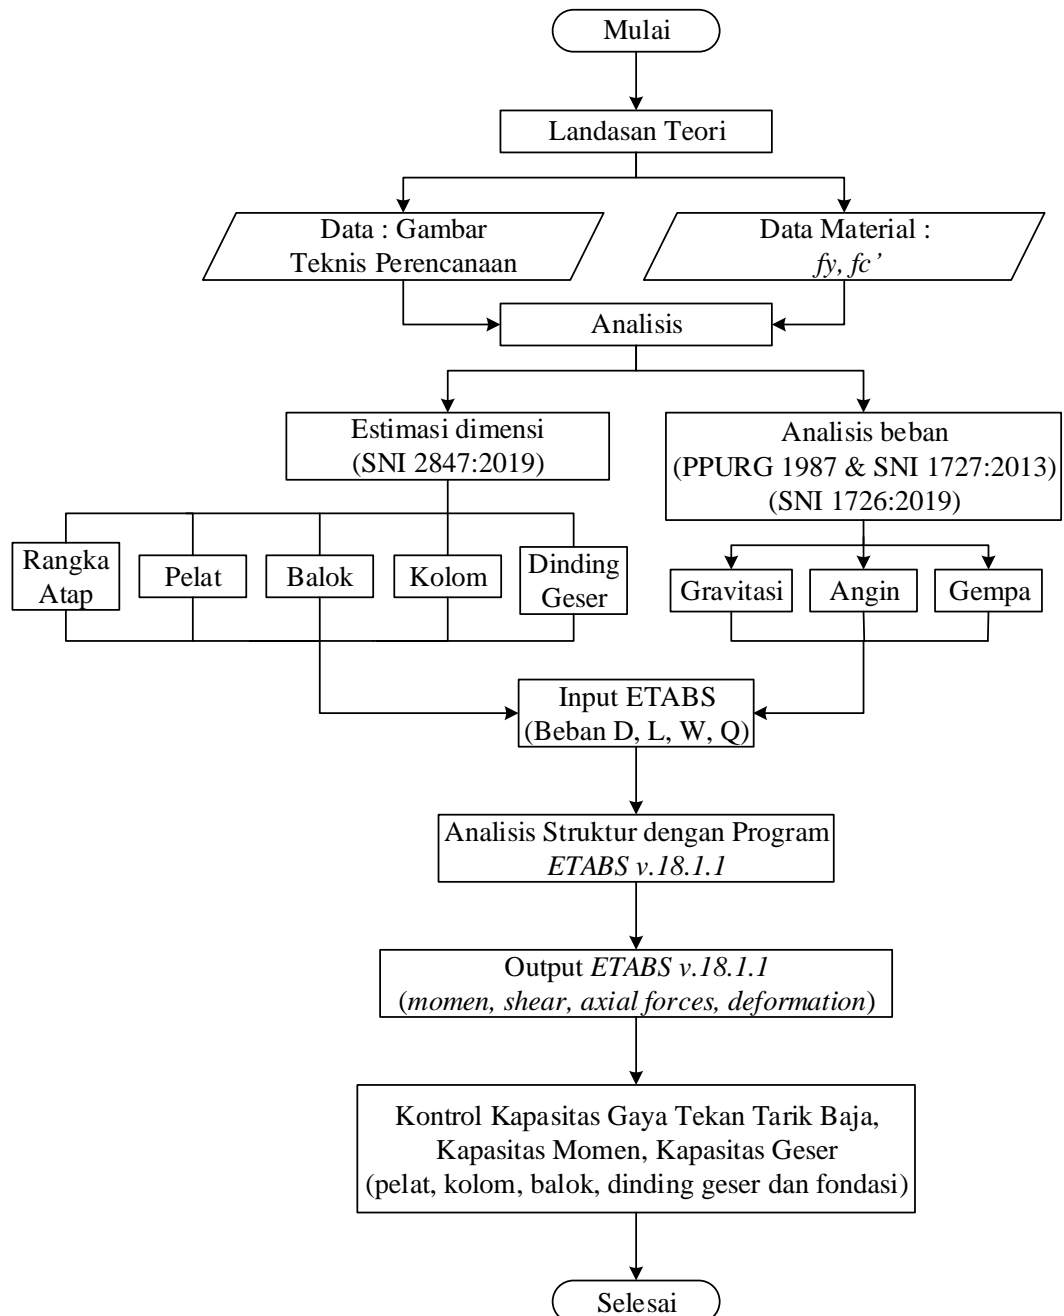 Mulai
Landasan Teori
Data : Gambar
Teknis Perencanaan
Data Material :
fy, fc’
Analisis
Estimasi dimensi
(SNI 2847:2019)
Analisis beban
(PPURG 1987 & SNI 1727:2013)
(SNI 1726:2019)
Rangka
Atap
Pelat
Balok
Kolom
Dinding
Geser
Gravitasi
Angin
Gempa
Input ETABS
(Beban D, L, W, Q)
Analisis Struktur dengan Program
ETABS v.18.1.1
Output ETABS v.18.1.1
(momen, shear, axial forces, deformation)
Kontrol Kapasitas Gaya Tekan Tarik Baja,
Kapasitas Momen, Kapasitas Geser
(pelat, kolom, balok, dinding geser dan fondasi)
Selesai